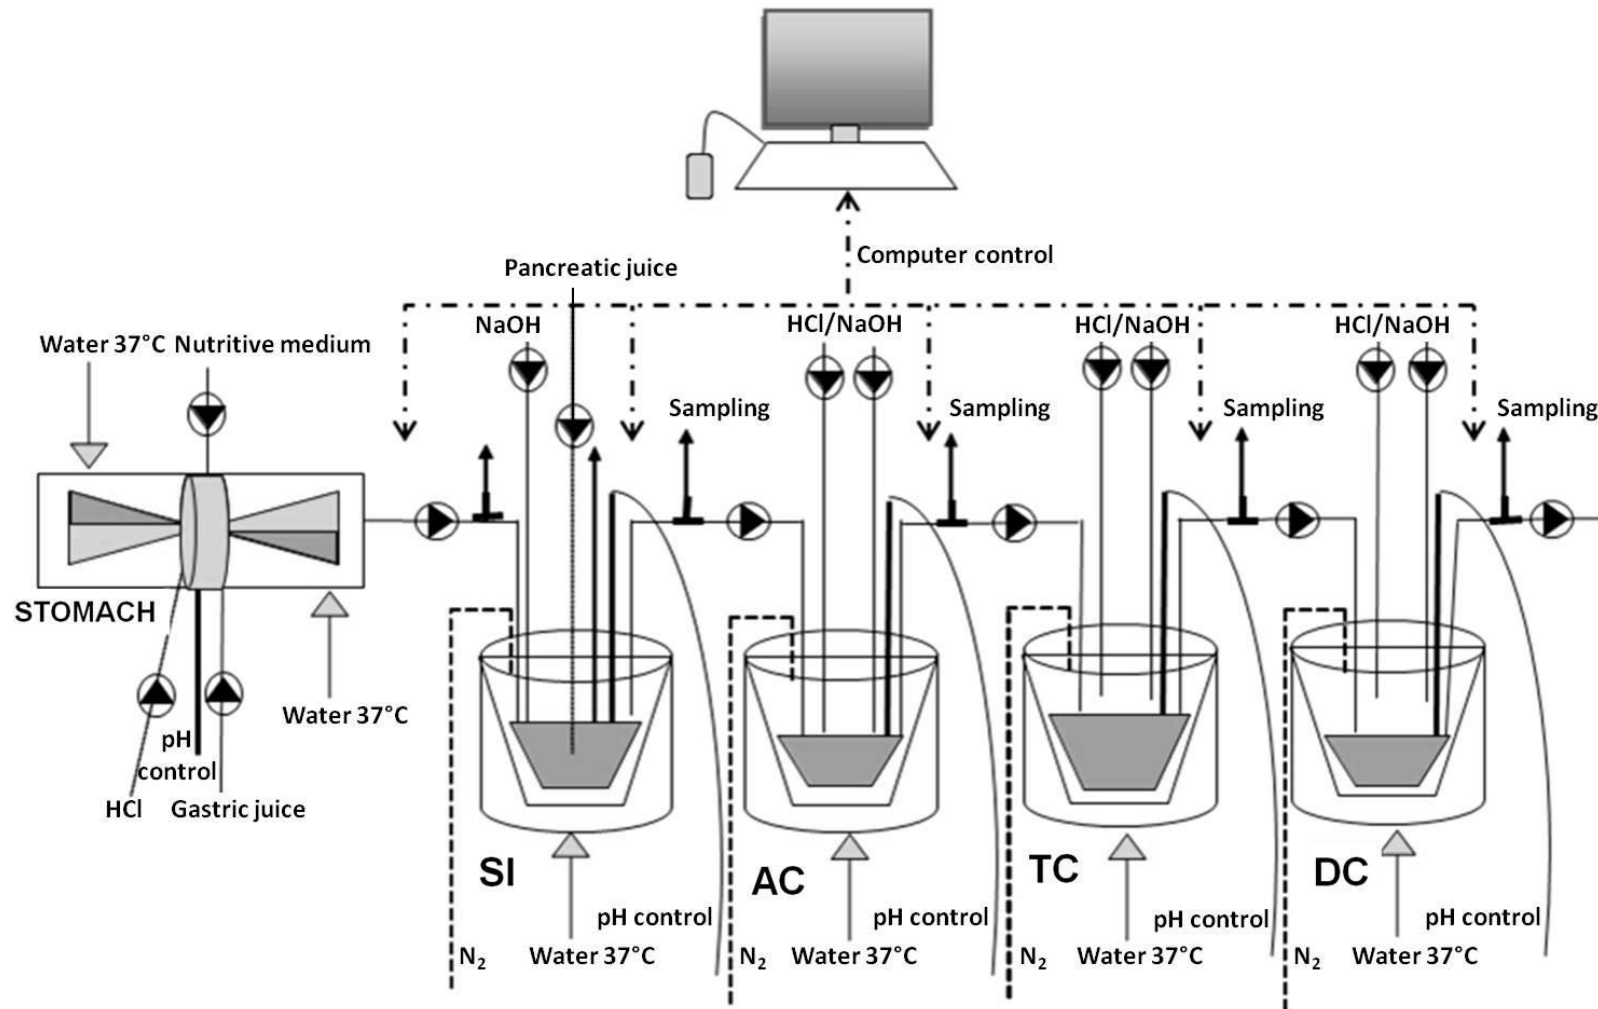 Computer control
Pancreatic juice
NaOH
HCl/NaOH
HCl/NaOH
HCl/NaOH
Water 37°C
Nutritive medium
Sampling
Sampling
Sampling
Sampling
STOMACH
Water 37°C
pH
control
HCl
Gastric juice
SI
AC
TC
DC
pH control
pH control
pH control
pH control
N₂
Water 37°C
N₂
Water 37°C
N₂
Water 37°C
N₂
Water 37°C